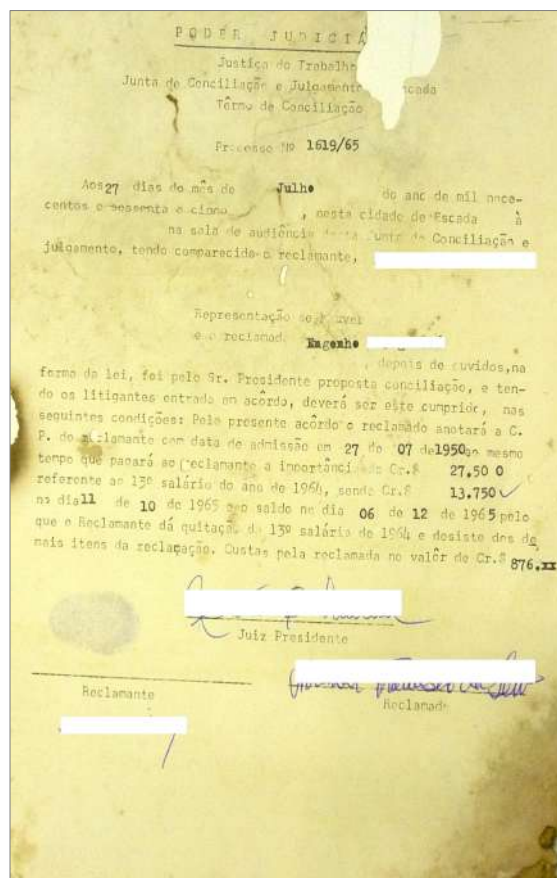 PODER JUDICIÁ
Justiça do Trabalho
Junta de Conciliação e Julgamento cada
Têrmo de Conciliação
Processo Nº 1619/65
Aos 27 dias do mês de Julho do ano de mil nove-
centos e sessenta e cinco , nesta cidade de Escada à
na sala de audiência desta Junta de Conciliação e
julgamento, tendo comparecido o reclamante,
Representação se houver
e o reclamad. Engenho
, depois de ouvidos, na
forma da lei, foi pelo Sr. Presidente proposta conciliação, e ten-
do os litigantes entrado em acôrdo, deverá ser este cumprido, nas
seguintes condições: Pelo presente acôrdo o reclamado anotará a C.
P. do reclamante com data de admissão em 27 de 07 de 1950 ao mesmo
tempo que pagará ao reclamante a importância de Cr.$ 27,50 0
referente ao 13º salário do ano de 1964, sendo Cr.$ 13.750
no dia 11 de 10 de 1965 e o saldo no dia 06 de 12 de 1965 pelo
que o Reclamante dá quitação do 13º salário de 1964 e desiste dos de
mais itens da reclamação. Custas pela reclamada no valôr de Cr.$ 876,xx
Juiz Presidente
Reclamante
Reclamado